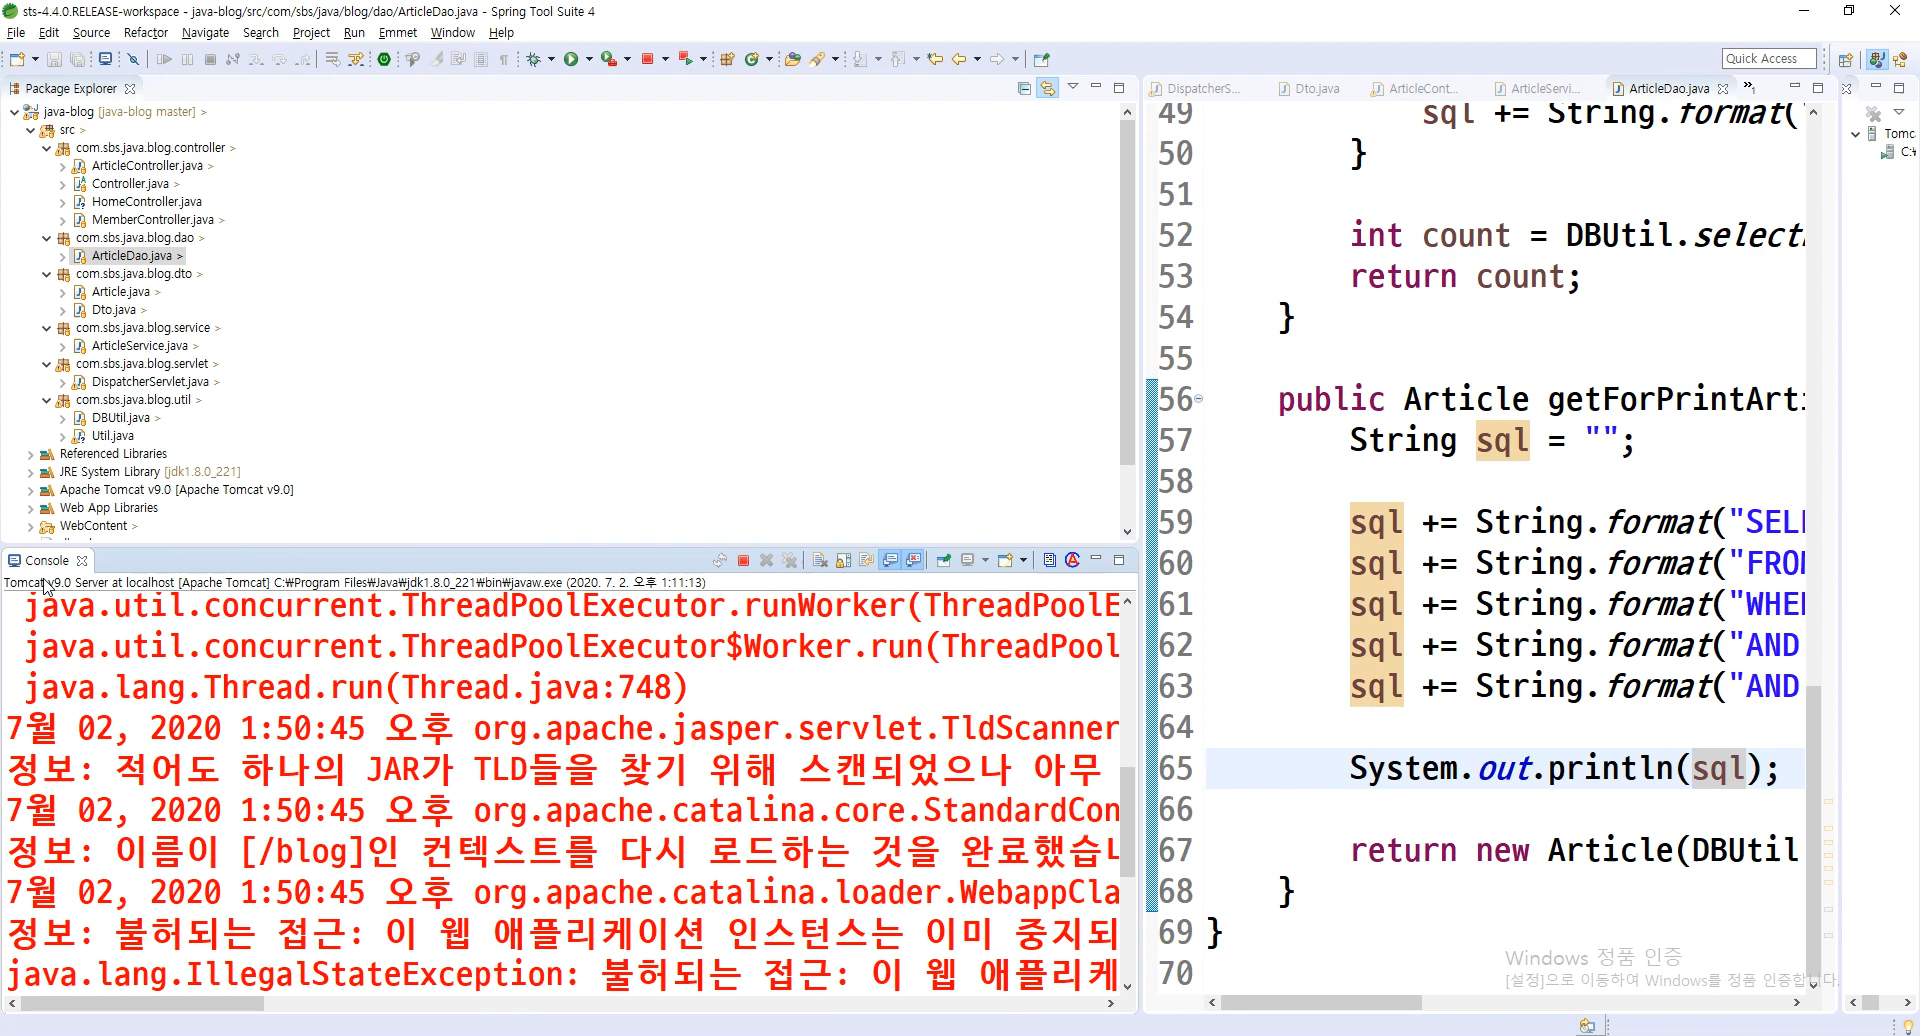 sts-4.4.0.RELEASE-workspace - java-blog/src/com/sbs/java/blog/dao/ArticleDao.java - Spring Tool Suite 4
File Edit Source Refactor Navigate Search Project Run Emmet Window Help
Quick Access
Package Explorer
java-blog [java-blog master] >
src >
com.sbs.java.blog.controller >
ArticleController.java >
Controller.java >
HomeController.java
MemberController.java >
com.sbs.java.blog.dao >
ArticleDao.java >
com.sbs.java.blog.dto >
Article.java >
Dto.java >
com.sbs.java.blog.service >
ArticleService.java >
com.sbs.java.blog.servlet >
DispatcherServlet.java >
com.sbs.java.blog.util >
DBUtil.java >
Util.java
Referenced Libraries
JRE System Library [jdk1.8.0_221]
Apache Tomcat v9.0 [Apache Tomcat v9.0]
Web App Libraries
WebContent >
Console
Tomcat v9.0 Server at localhost [Apache Tomcat] C:₩Program Files₩Java₩jdk1.8.0_221₩bin₩javaw.exe (2020. 7. 2. 오후 1:11:13)
java.util.concurrent.ThreadPoolExecutor.runWorker(ThreadPoolE
java.util.concurrent.ThreadPoolExecutor$Worker.run(ThreadPool
java.lang.Thread.run(Thread.java:748)
7월 02, 2020 1:50:45 오후 org.apache.jasper.servlet.TldScanner
정보: 적어도 하나의 JAR가 TLD들을 찾기 위해 스캔되었으나 아무
7월 02, 2020 1:50:45 오후 org.apache.catalina.core.StandardCon
정보: 이름이 [/blog]인 컨텍스트를 다시 로드하는 것을 완료했습
7월 02, 2020 1:50:45 오후 org.apache.catalina.loader.WebappCla
정보: 불허되는 접근: 이 웹 애플리케이션 인스턴스는 이미 중지되
java.lang.IllegalStateException: 불허되는 접근: 이 웹 애플리케
DispatcherS... Dto.java ArticleCont... ArticleServi... ArticleDao.java »1
49 sql += String.format("
50 }
51
52 int count = DBUtil.select
53 return count;
54 }
55
56 public Article getForPrintArti
57 String sql = "";
58
59 sql += String.format("SELE
60 sql += String.format("FROM
61 sql += String.format("WHER
62 sql += String.format("AND
63 sql += String.format("AND
64
65 System.out.println(sql);
66
67 return new Article(DBUtil
68 }
69 }
70
Windows 정품 인증
[설정]으로 이동하여 Windows를 정품 인증합니다.
Tomc
C:₩